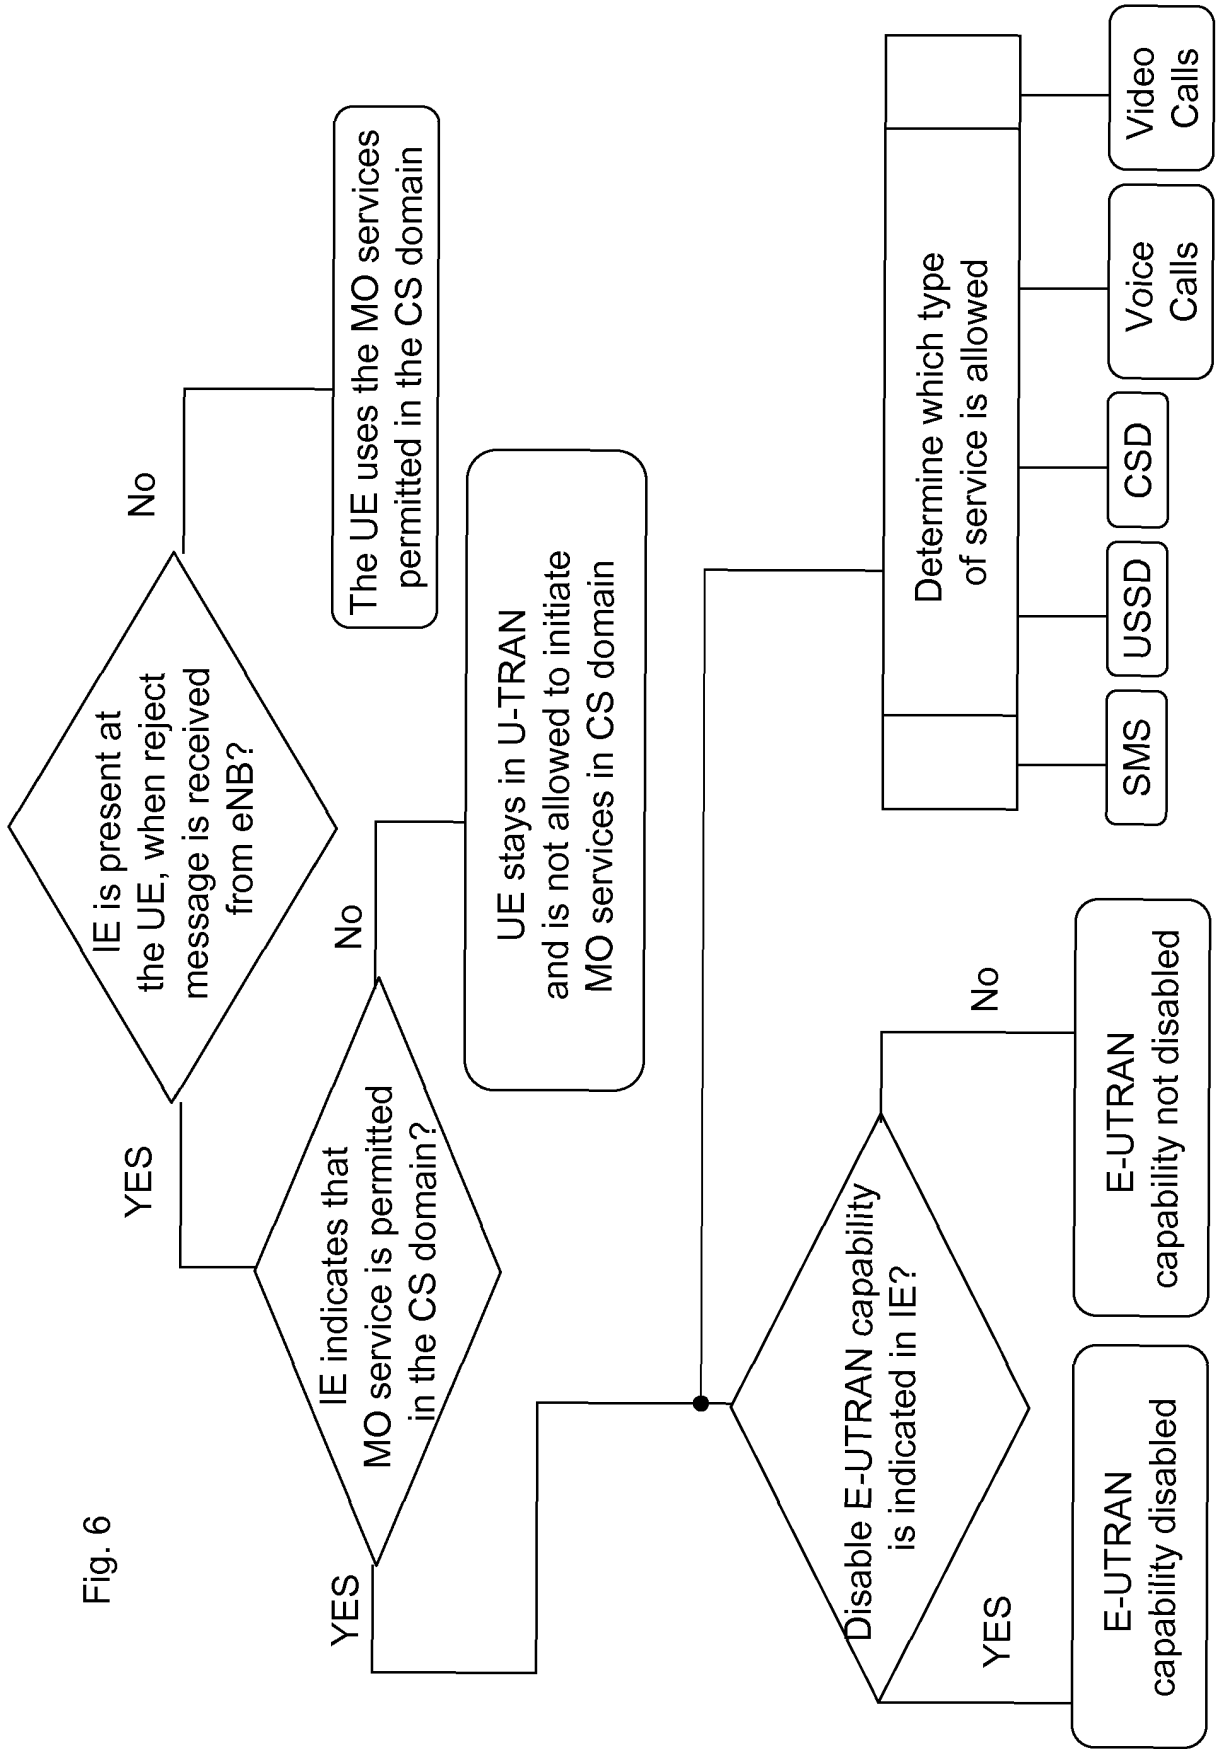 Fig. 6
IE is present at
the UE, when reject
message is received
from eNB?
YES
No
IE indicates that
MO service is permitted
in the CS domain?
The UE uses the MO services
permitted in the CS domain
YES
No
UE stays in U-TRAN
and is not allowed to initiate
MO services in CS domain
Disable E-UTRAN capability
is indicated in IE?
Determine which type
of service is allowed
YES
No
E-UTRAN
capability disabled
E-UTRAN
capability not disabled
SMS
USSD
CSD
Voice
Calls
Video
Calls